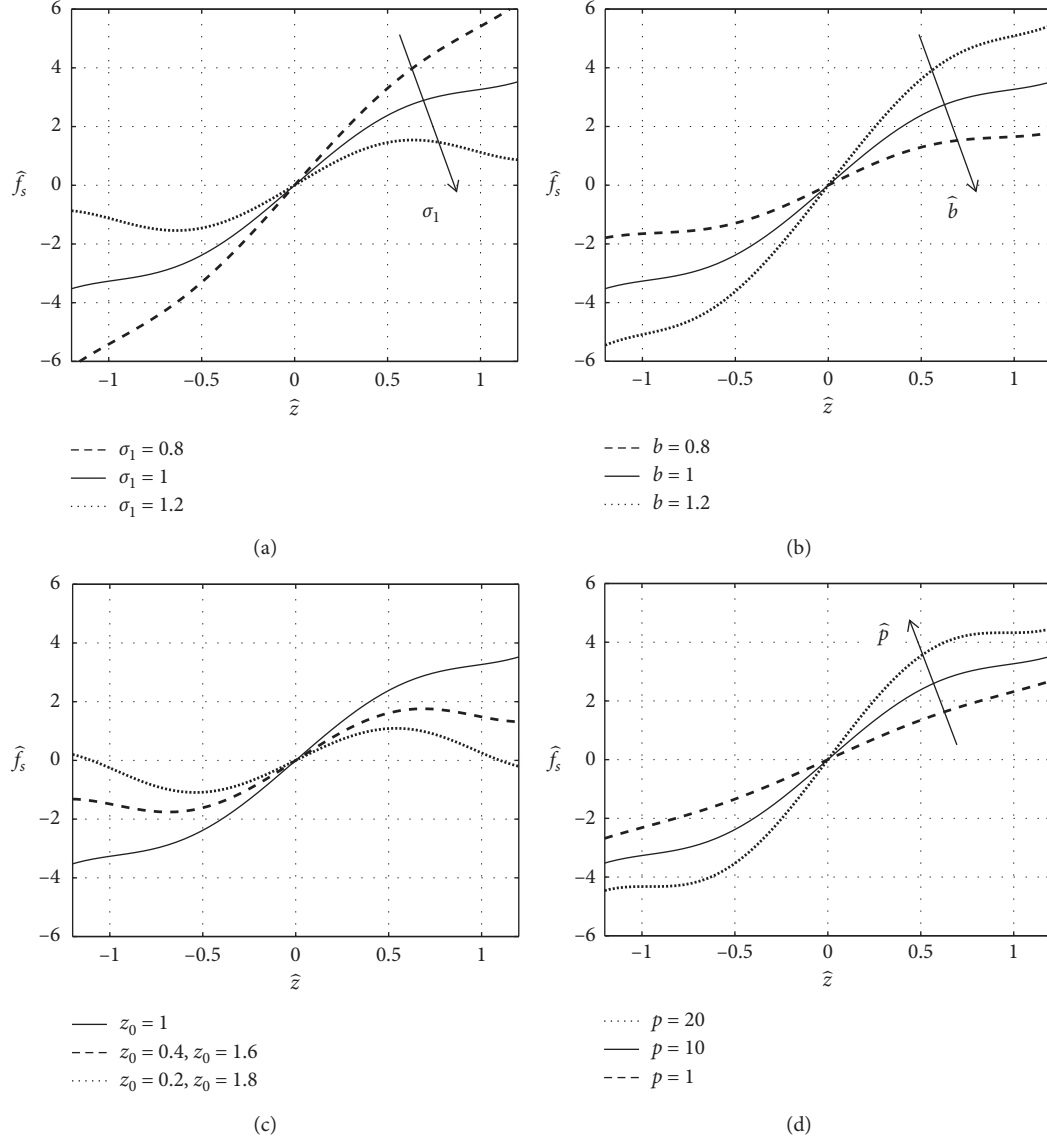 6
4
2
0
−2
−4
−6
f̂s
−1
−0.5
0
0.5
1
ẑ
σ1
σ1 = 0.8
σ1 = 1
σ1 = 1.2
(a)
6
4
2
0
−2
−4
−6
f̂s
−1
−0.5
0
0.5
1
ẑ
b̂
b = 0.8
b = 1
b = 1.2
(b)
6
4
2
0
−2
−4
−6
f̂s
−1
−0.5
0
0.5
1
ẑ
z0 = 1
z0 = 0.4, z0 = 1.6
z0 = 0.2, z0 = 1.8
(c)
6
4
2
0
−2
−4
−6
f̂s
p̂
−1
−0.5
0
0.5
1
ẑ
p = 20
p = 10
p = 1
(d)